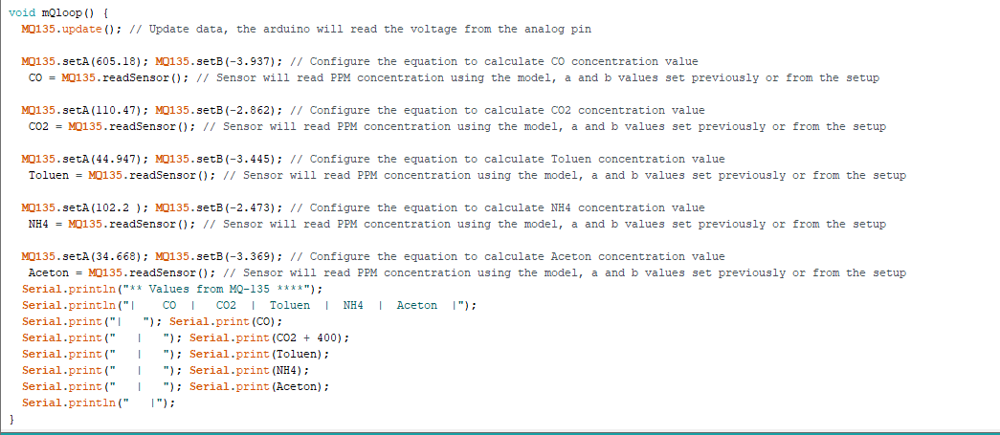 void mQloop() {
MQ135.update(); // Update data, the arduino will read the voltage from the analog pin
MQ135.setA(605.18); MQ135.setB(-3.937); // Configure the equation to calculate CO concentration value
CO = MQ135.readSensor(); // Sensor will read PPM concentration using the model, a and b values set previously or from the setup
MQ135.setA(110.47); MQ135.setB(-2.862); // Configure the equation to calculate CO2 concentration value
CO2 = MQ135.readSensor(); // Sensor will read PPM concentration using the model, a and b values set previously or from the setup
MQ135.setA(44.947); MQ135.setB(-3.445); // Configure the equation to calculate Toluen concentration value
Toluen = MQ135.readSensor(); // Sensor will read PPM concentration using the model, a and b values set previously or from the setup
MQ135.setA(102.2 ); MQ135.setB(-2.473); // Configure the equation to calculate NH4 concentration value
NH4 = MQ135.readSensor(); // Sensor will read PPM concentration using the model, a and b values set previously or from the setup
MQ135.setA(34.668); MQ135.setB(-3.369); // Configure the equation to calculate Aceton concentration value
Aceton = MQ135.readSensor(); // Sensor will read PPM concentration using the model, a and b values set previously or from the setup
Serial.println("** Values from MQ-135 ****");
Serial.println("|    CO  |   CO2  |  Toluen  |  NH4  |  Aceton  |");
Serial.print("|   "); Serial.print(CO);
Serial.print("   |   "); Serial.print(CO2 + 400);
Serial.print("   |   "); Serial.print(Toluen);
Serial.print("   |   "); Serial.print(NH4);
Serial.print("   |   "); Serial.print(Aceton);
Serial.println("   |");
}